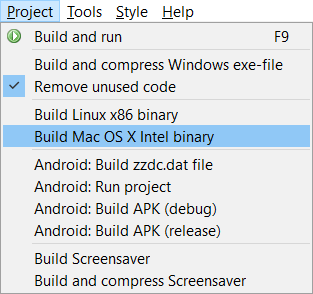 Project Tools Style Help
Build and run F9
Build and compress Windows exe-file
Remove unused code
Build Linux x86 binary
Build Mac OS X Intel binary
Android: Build zzdc.dat file
Android: Run project
Android: Build APK (debug)
Android: Build APK (release)
Build Screensaver
Build and compress Screensaver